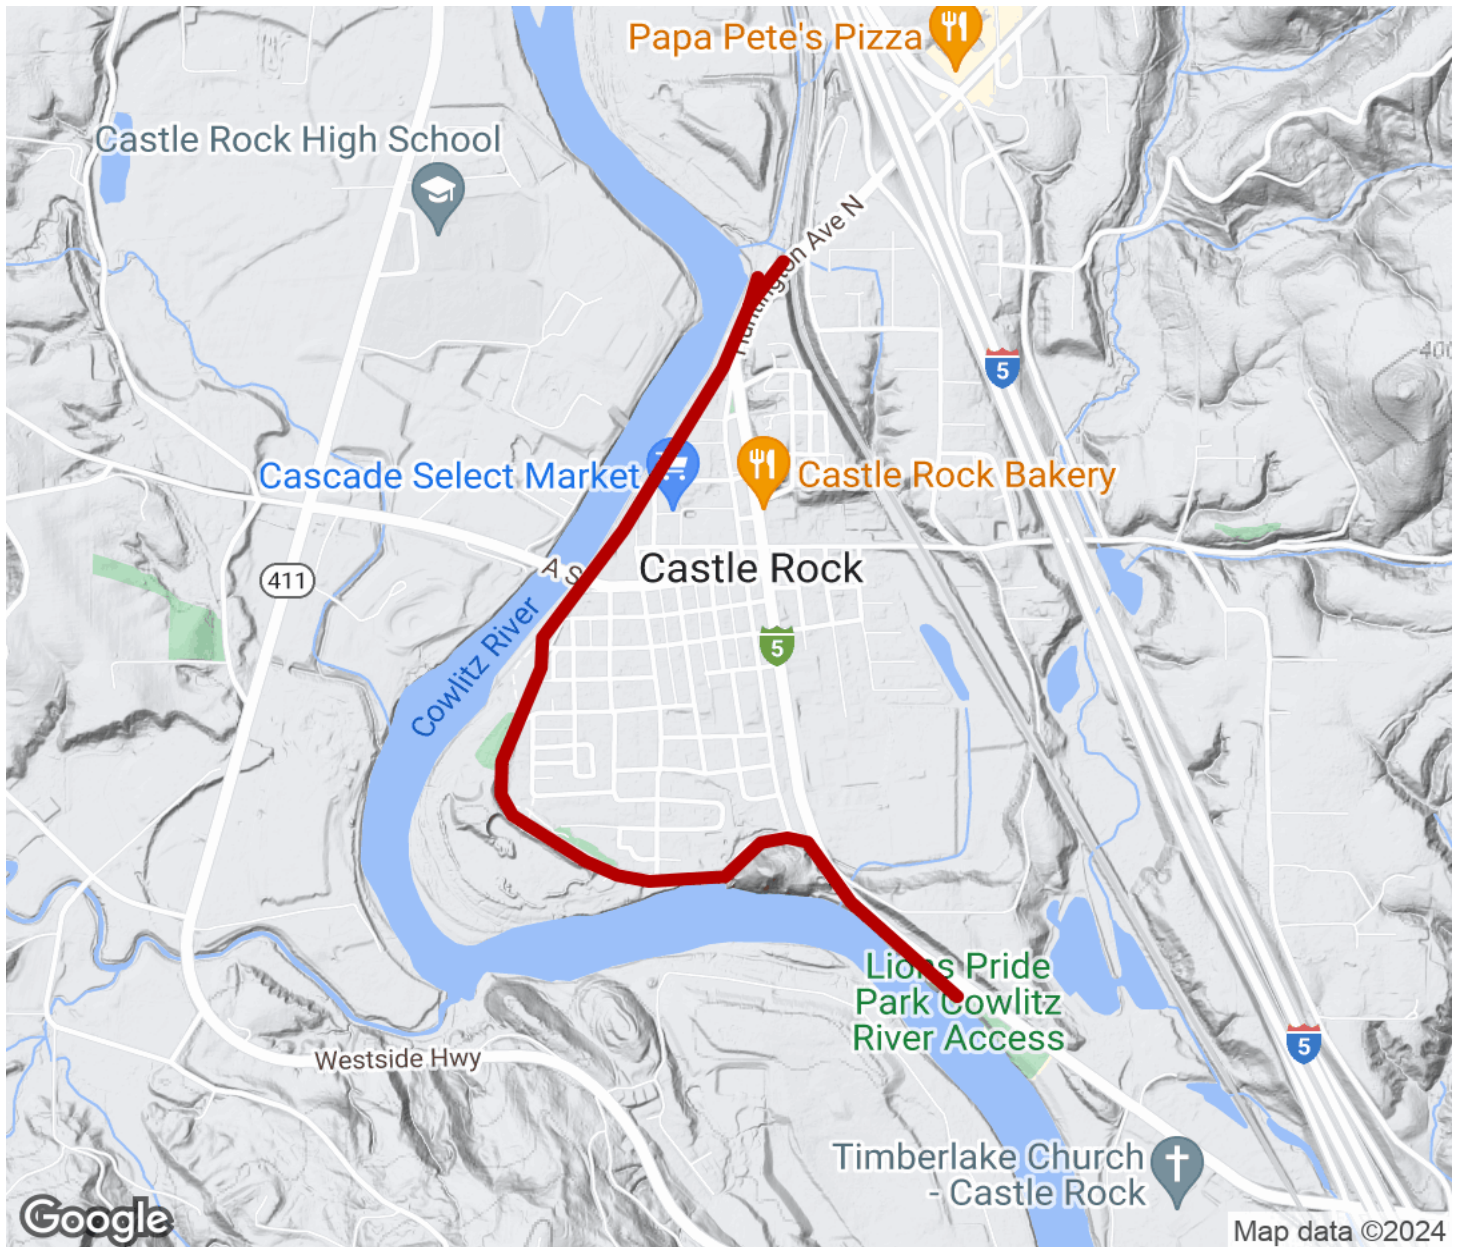 Papa Pete's Pizza
Castle Rock High School
Huntington Ave N
5
400
Cascade Select Market
Castle Rock Bakery
A S
Castle Rock
411
Cowlitz River
5
Lions Pride
Park Cowlitz
River Access
5
Westside Hwy
Timberlake Church
- Castle Rock
Google
Map data ©2024